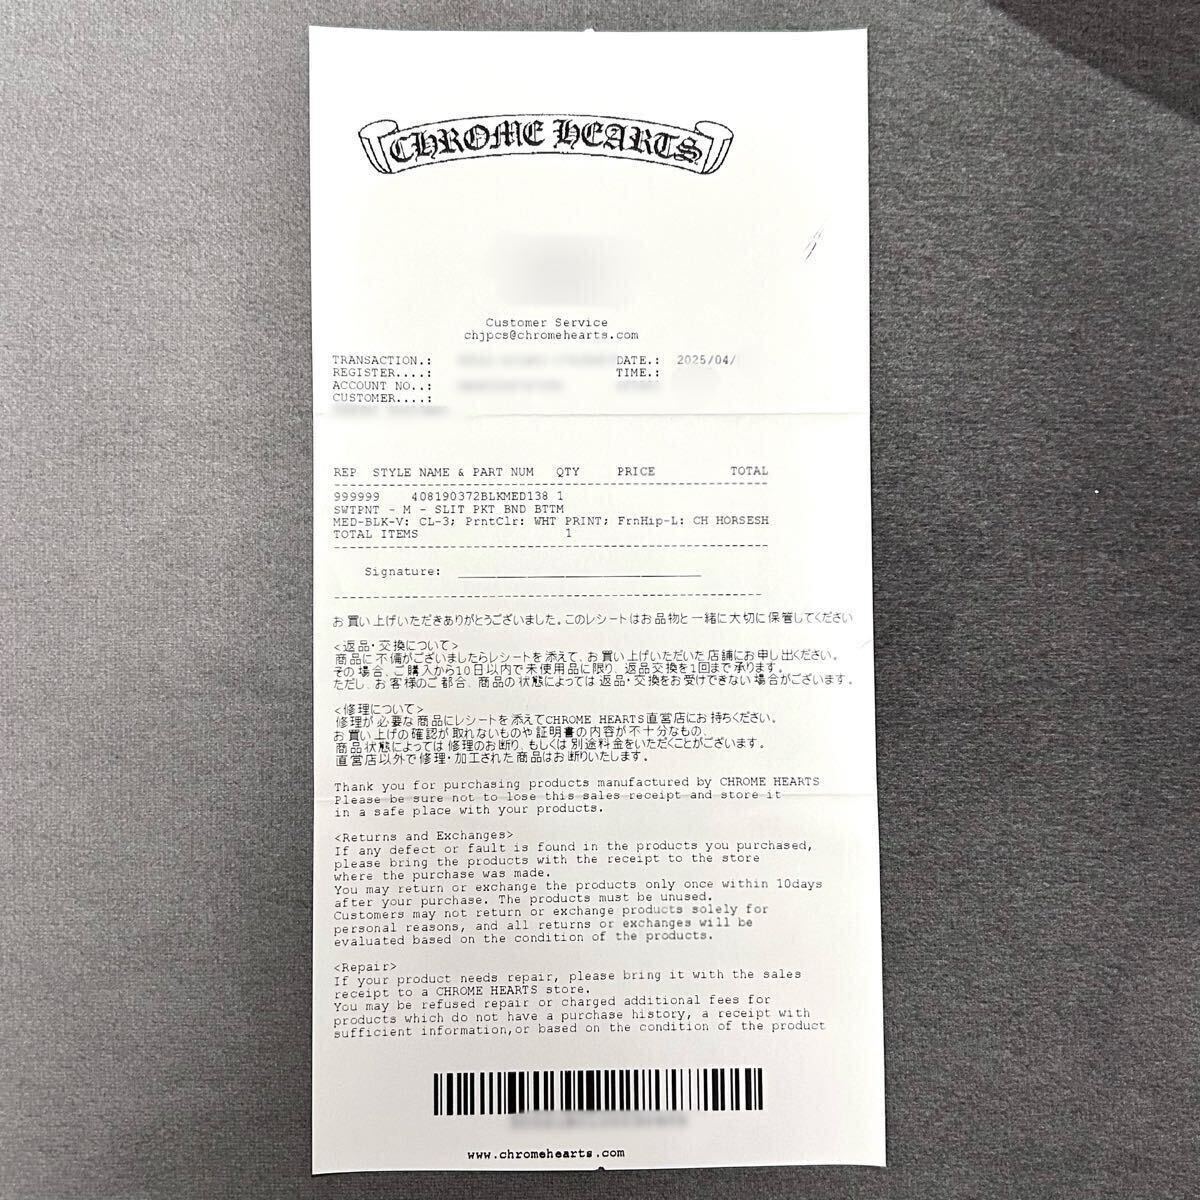 CHROME HEARTS
Customer Service
chjpcs@chromehearts.com
TRANSACTION.: DATE.: 2025/04/
REGISTER....: TIME.:
ACCOUNT NO..:
CUSTOMER....:
REP STYLE NAME & PART NUM QTY PRICE TOTAL
999999 408190372BLKMED138 1
SWTPNT - M - SLIT PKT BND BTTM
MED-BLK-V: CL-3; PrntClr: WHT PRINT; FrnHip-L: CH HORSESH
TOTAL ITEMS 1
Signature:
お買い上げいただきありがとうございました。このレシートはお品物と一緒に大切に保管してください
<返品・交換について>
商品に不備がございましたらレシートを添えて、お買い上げいただいた店舗にお申し出ください。
その場合、ご購入から10日以内で未使用品に限り、返品交換を1回まで承ります。
ただし、お客様のご都合、商品の状態によっては返品・交換をお受けできない場合がございます。
<修理について>
修理が必要な商品にレシートを添えてCHROME HEARTS直営店にお持ちください。
お買い上げの確認が取れないものや証明書の内容が不十分なもの、
商品状態によっては修理のお断り、もしくは別途料金をいただくことがございます。
直営店以外で修理・加工された商品はお断りいたします。
Thank you for purchasing products manufactured by CHROME HEARTS
Please be sure not to lose this sales receipt and store it
in a safe place with your products.
<Returns and Exchanges>
If any defect or fault is found in the products you purchased,
please bring the products with the receipt to the store
where the purchase was made.
You may return or exchange the products only once within 10days
after your purchase. The products must be unused.
Customers may not return or exchange products solely for
personal reasons, and all returns or exchanges will be
evaluated based on the condition of the products.
<Repair>
If your product needs repair, please bring it with the sales
receipt to a CHROME HEARTS store.
You may be refused repair or charged additional fees for
products which do not have a purchase history, a receipt with
sufficient information,or based on the condition of the product
www.chromehearts.com